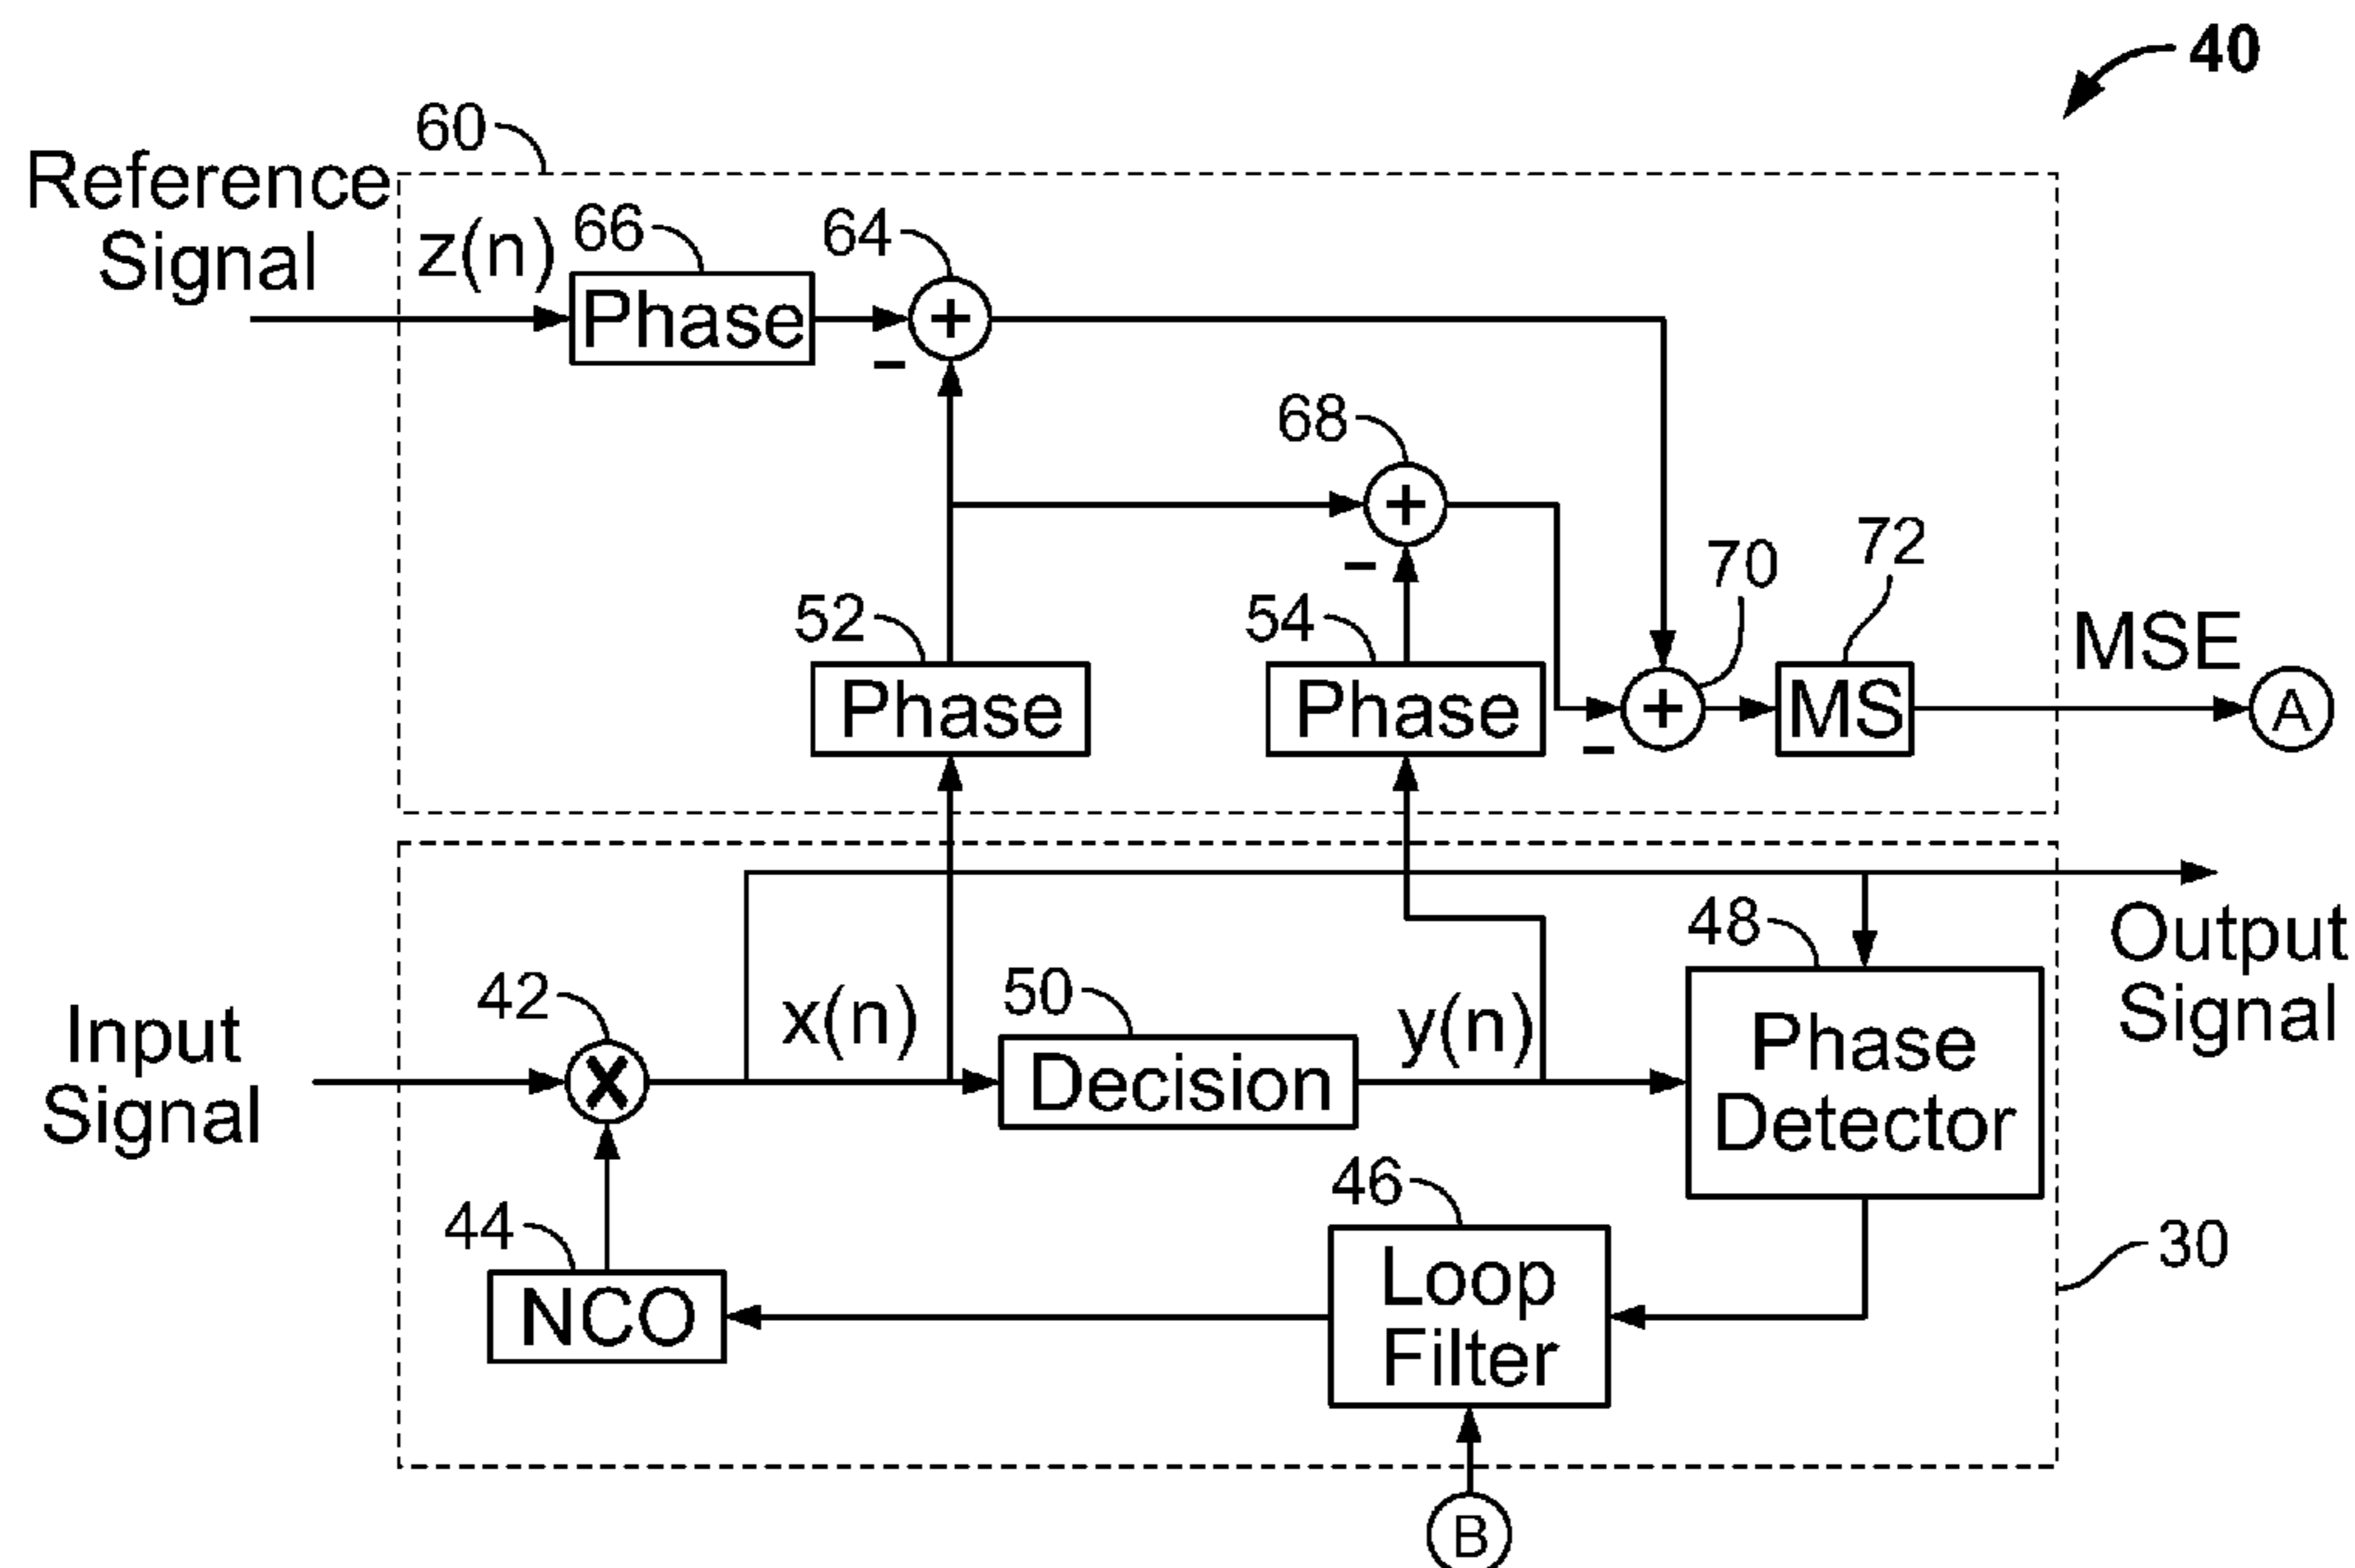 40
60
Reference
Signal
z(n)
66
64
Phase
+
-
68
+
-
52
54
70
72
MSE
Phase
Phase
+
-
MS
A
48
Output
Signal
Input
Signal
42
X
x(n)
50
Decision
y(n)
Phase
Detector
46
44
NCO
Loop
Filter
30
B